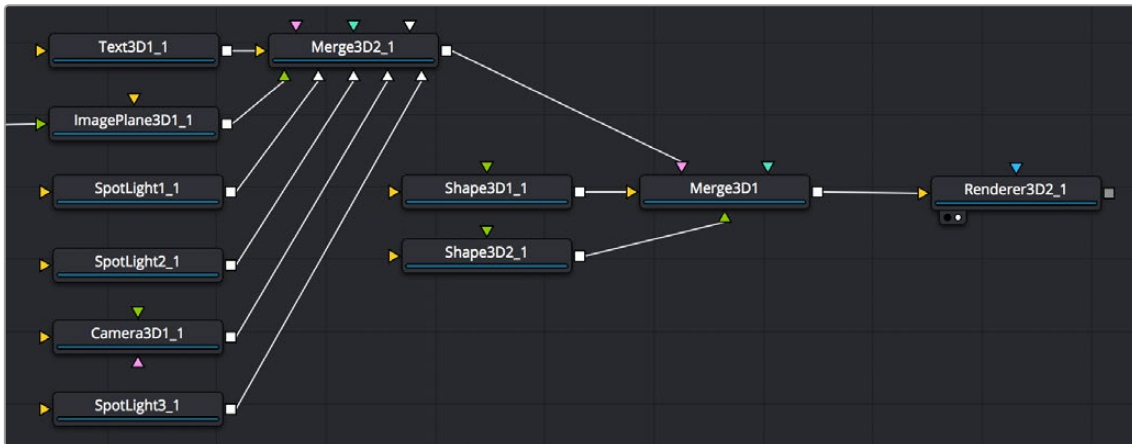 Text3D1_1
Merge3D2_1
ImagePlane3D1_1
SpotLight1_1
Shape3D1_1
Merge3D1
Renderer3D2_1
SpotLight2_1
Shape3D2_1
Camera3D1_1
SpotLight3_1